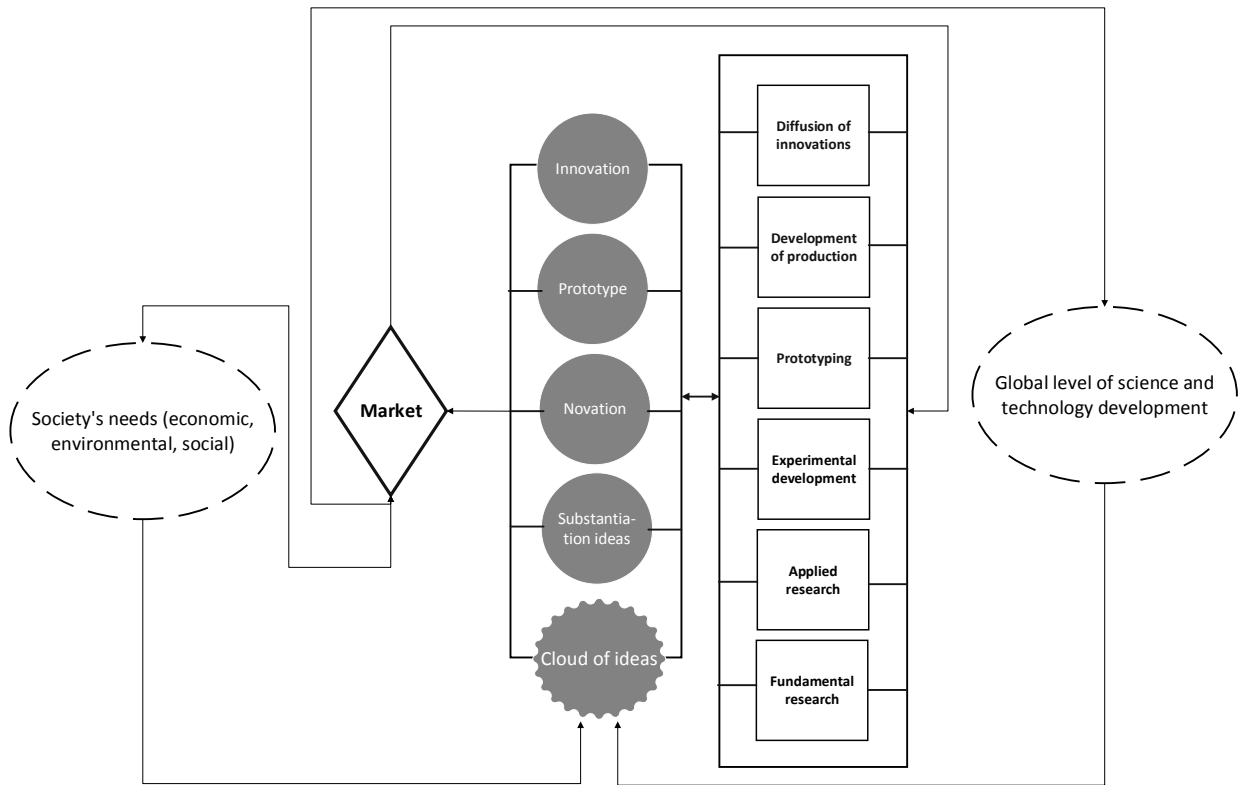 Society's needs (economic,
environmental, social)
Market
Innovation
Prototype
Novation
Substantia-
tion ideas
Cloud of ideas
Diffusion of
innovations
Development
of production
Prototyping
Experimental
development
Applied
research
Fundamental
research
Global level of science and
technology development